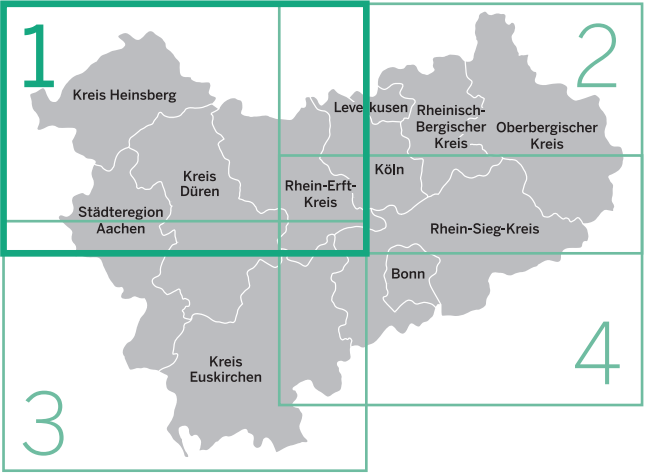 1
2
Kreis Heinsberg
Leverkusen
Rheinisch-
Bergischer
Kreis
Oberbergischer
Kreis
Köln
Kreis
Düren
Rhein-Erft-
Kreis
Städteregion
Aachen
Rhein-Sieg-Kreis
Bonn
Kreis
Euskirchen
3
4